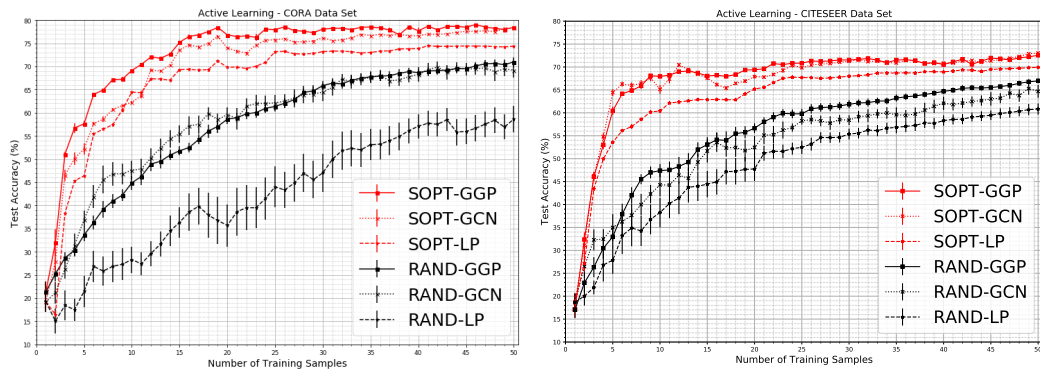 Active Learning - CORA Data Set
Test Accuracy (%)
80
75
70
65
60
55
50
45
40
35
30
25
20
15
10
0
5
10
15
20
25
30
35
40
45
50
Number of Training Samples
SOPT-GGP
SOPT-GCN
SOPT-LP
RAND-GGP
RAND-GCN
RAND-LP
Active Learning - CITESEER Data Set
Test Accuracy (%)
80
75
70
65
60
55
50
45
40
35
30
25
20
15
10
0
5
10
15
20
25
30
35
40
45
50
Number of Training Samples
SOPT-GGP
SOPT-GCN
SOPT-LP
RAND-GGP
RAND-GCN
RAND-LP